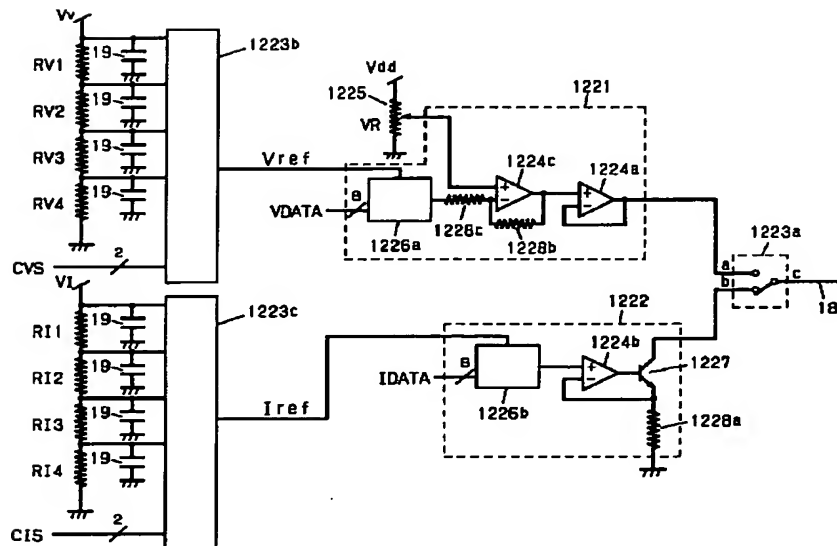 Vv
19
1223b
RV1
19
RV2
19
RV3
19
RV4
Vref
CVS
2
Vdd
1225
VR
1221
1224c
1224a
8
VDATA
1226a
1228c
1228b
1223a
a
b
c
18
VI
19
1223c
RI1
19
RI2
19
RI3
19
RI4
Iref
CIS
2
1222
1224b
8
IDATA
1227
1226b
1228a